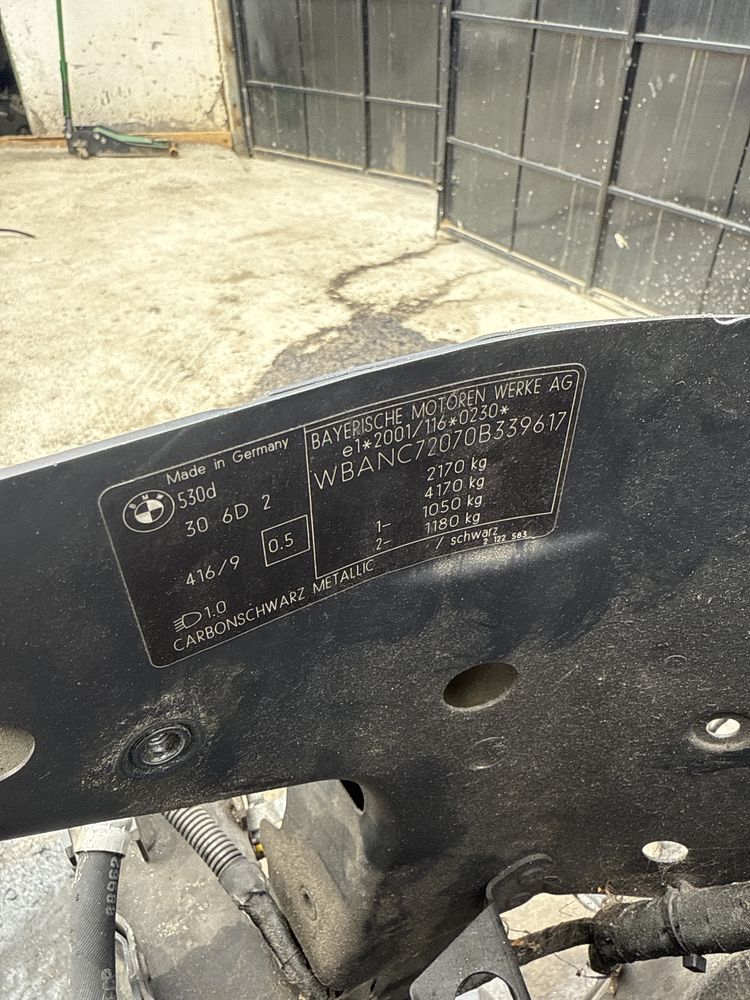 Made in Germany
BMW
530d
30 6D 2
416/9 0.5
1.0
CARBONSCHWARZ METALLIC
BAYERISCHE MOTOREN WERKE AG
e1*2001/116*0230*
WBANC72070B339617
2170 kg
4170 kg
1- 1050 kg
2- 1180 kg
/ schwarz
2 122 583